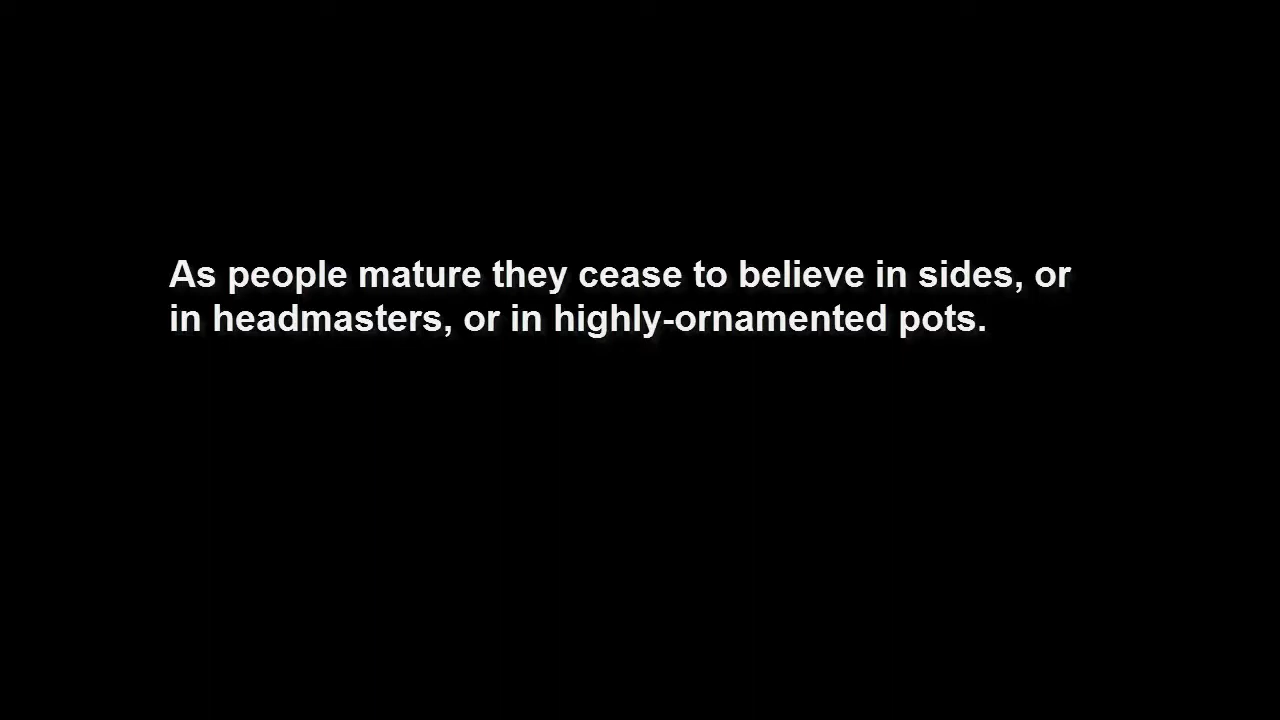 As people mature they cease to believe in sides, or
in headmasters, or in highly-ornamented pots.